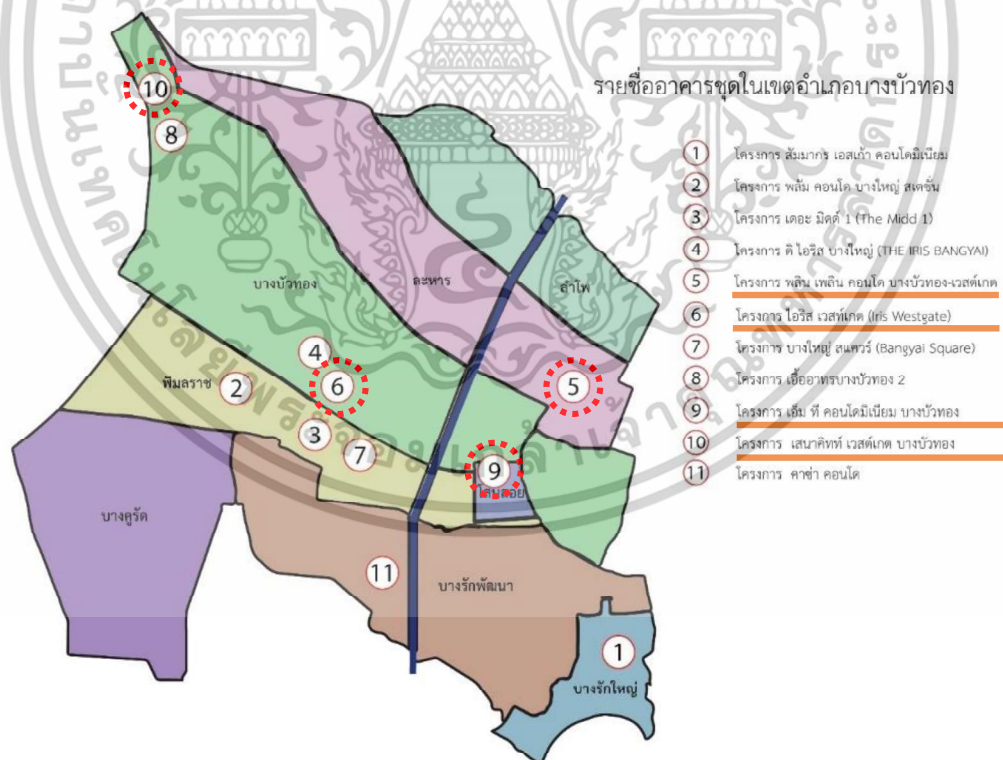 รายชื่ออาคารชุดในเขตอำเภอบางบัวทอง
1 โครงการ สัมมากร เอสเก้า คอนโดมิเนียม
2 โครงการ พลัม คอนโด บางใหญ่ สเตชั่น
3 โครงการ เดอะ มิดด์ 1 (The Midd 1)
4 โครงการ ดิ ไอริส บางใหญ่ (THE IRIS BANGYAI)
5 โครงการ พลิน เพลิน คอนโด บางบัวทอง-เวสต์เกต
6 โครงการ ไอริส เวสท์เกต (Iris Westgate)
7 โครงการ บางใหญ่ สแควร์ (Bangyai Square)
8 โครงการ เอื้ออาทรบางบัวทอง 2
9 โครงการ เอ็ม ที คอนโดมิเนียม บางบัวทอง
10 โครงการ เสนาคิทท์ เวสต์เกต บางบัวทอง
11 โครงการ คาซ่า คอนโด
10
8
บางบัวทอง
ละหาร
ลำโพ
4
6
5
พิมลราช
2
3
7
9
โสนลอย
บางคูรัด
11
บางรักพัฒนา
1
บางรักใหญ่